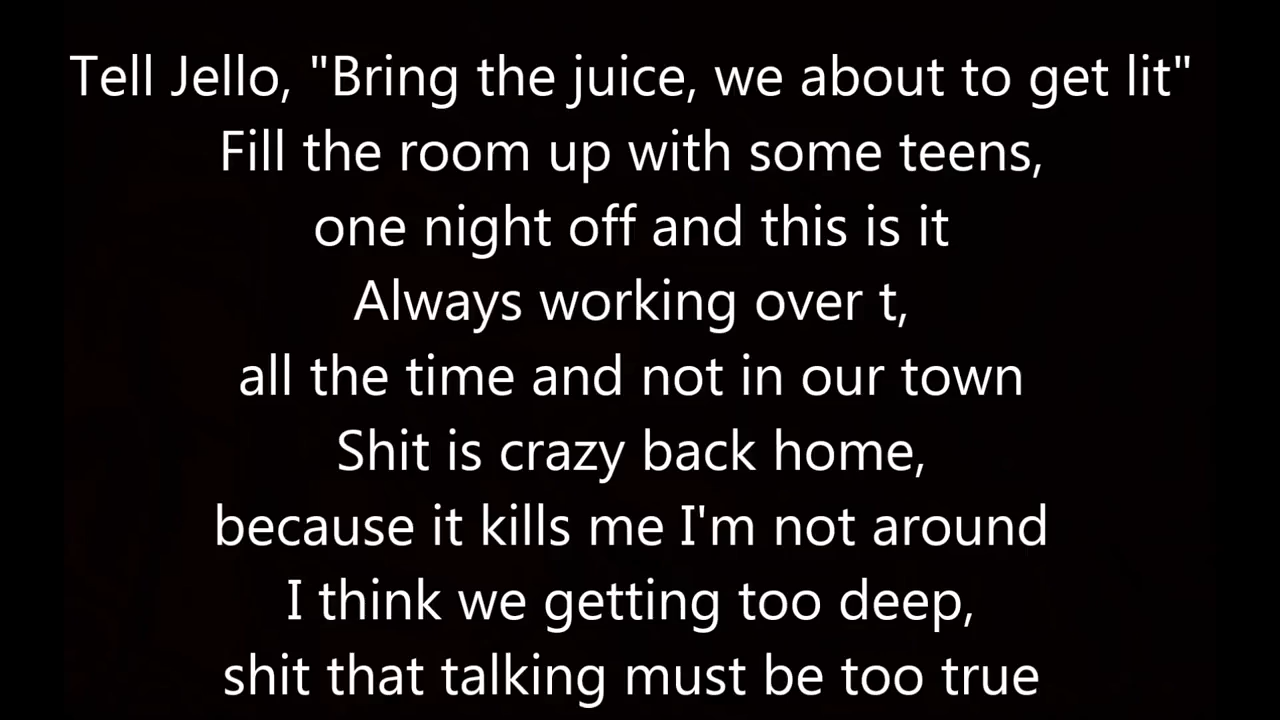 Tell Jello, "Bring the juice, we about to get lit"
Fill the room up with some teens,
one night off and this is it
Always working over t,
all the time and not in our town
Shit is crazy back home,
because it kills me I'm not around
I think we getting too deep,
shit that talking must be too true